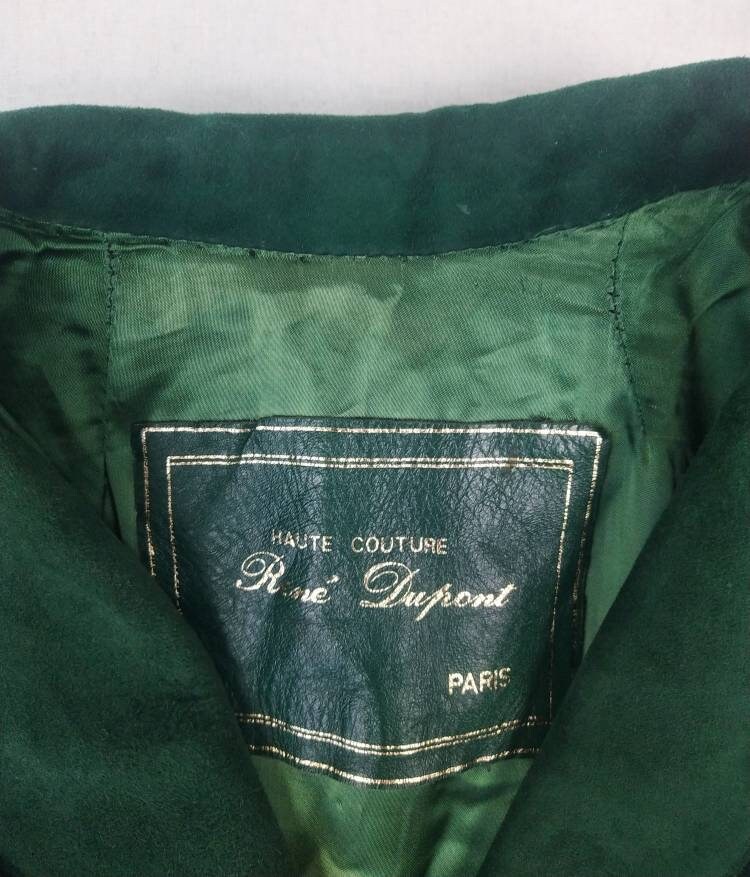 HAUTE COUTURE
René Dupont
PARIS